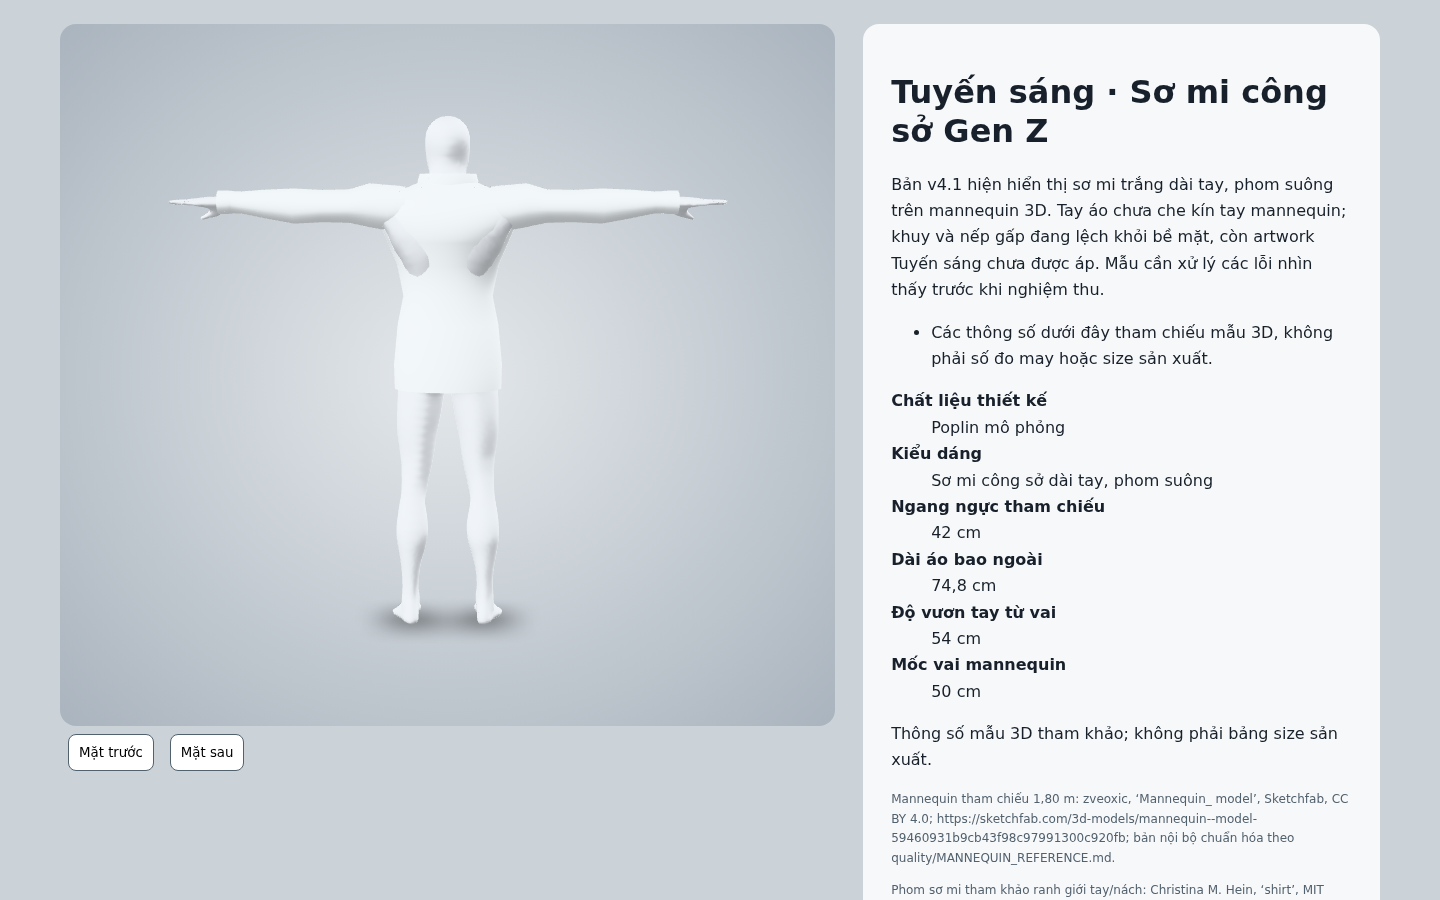 Tuyến sáng · Sơ mi công
sở Gen Z
Bản v4.1 hiện hiển thị sơ mi trắng dài tay, phom suông
trên mannequin 3D. Tay áo chưa che kín tay mannequin;
khuy và nếp gấp đang lệch khỏi bề mặt, còn artwork
Tuyến sáng chưa được áp. Mẫu cần xử lý các lỗi nhìn
thấy trước khi nghiệm thu.
• Các thông số dưới đây tham chiếu mẫu 3D, không
phải số đo may hoặc size sản xuất.
Chất liệu thiết kế
Poplin mô phỏng
Kiểu dáng
Sơ mi công sở dài tay, phom suông
Ngang ngực tham chiếu
42 cm
Dài áo bao ngoài
74,8 cm
Độ vươn tay từ vai
54 cm
Mốc vai mannequin
50 cm
Thông số mẫu 3D tham khảo; không phải bảng size sản
xuất.
Mannequin tham chiếu 1,80 m: zveoxic, ‘Mannequin_ model’, Sketchfab, CC
BY 4.0; https://sketchfab.com/3d-models/mannequin--model-
59460931b9cb43f98c97991300c920fb; bản nội bộ chuẩn hóa theo
quality/MANNEQUIN_REFERENCE.md.
Phom sơ mi tham khảo ranh giới tay/nách: Christina M. Hein, ‘shirt’, MIT
Mặt trước
Mặt sau